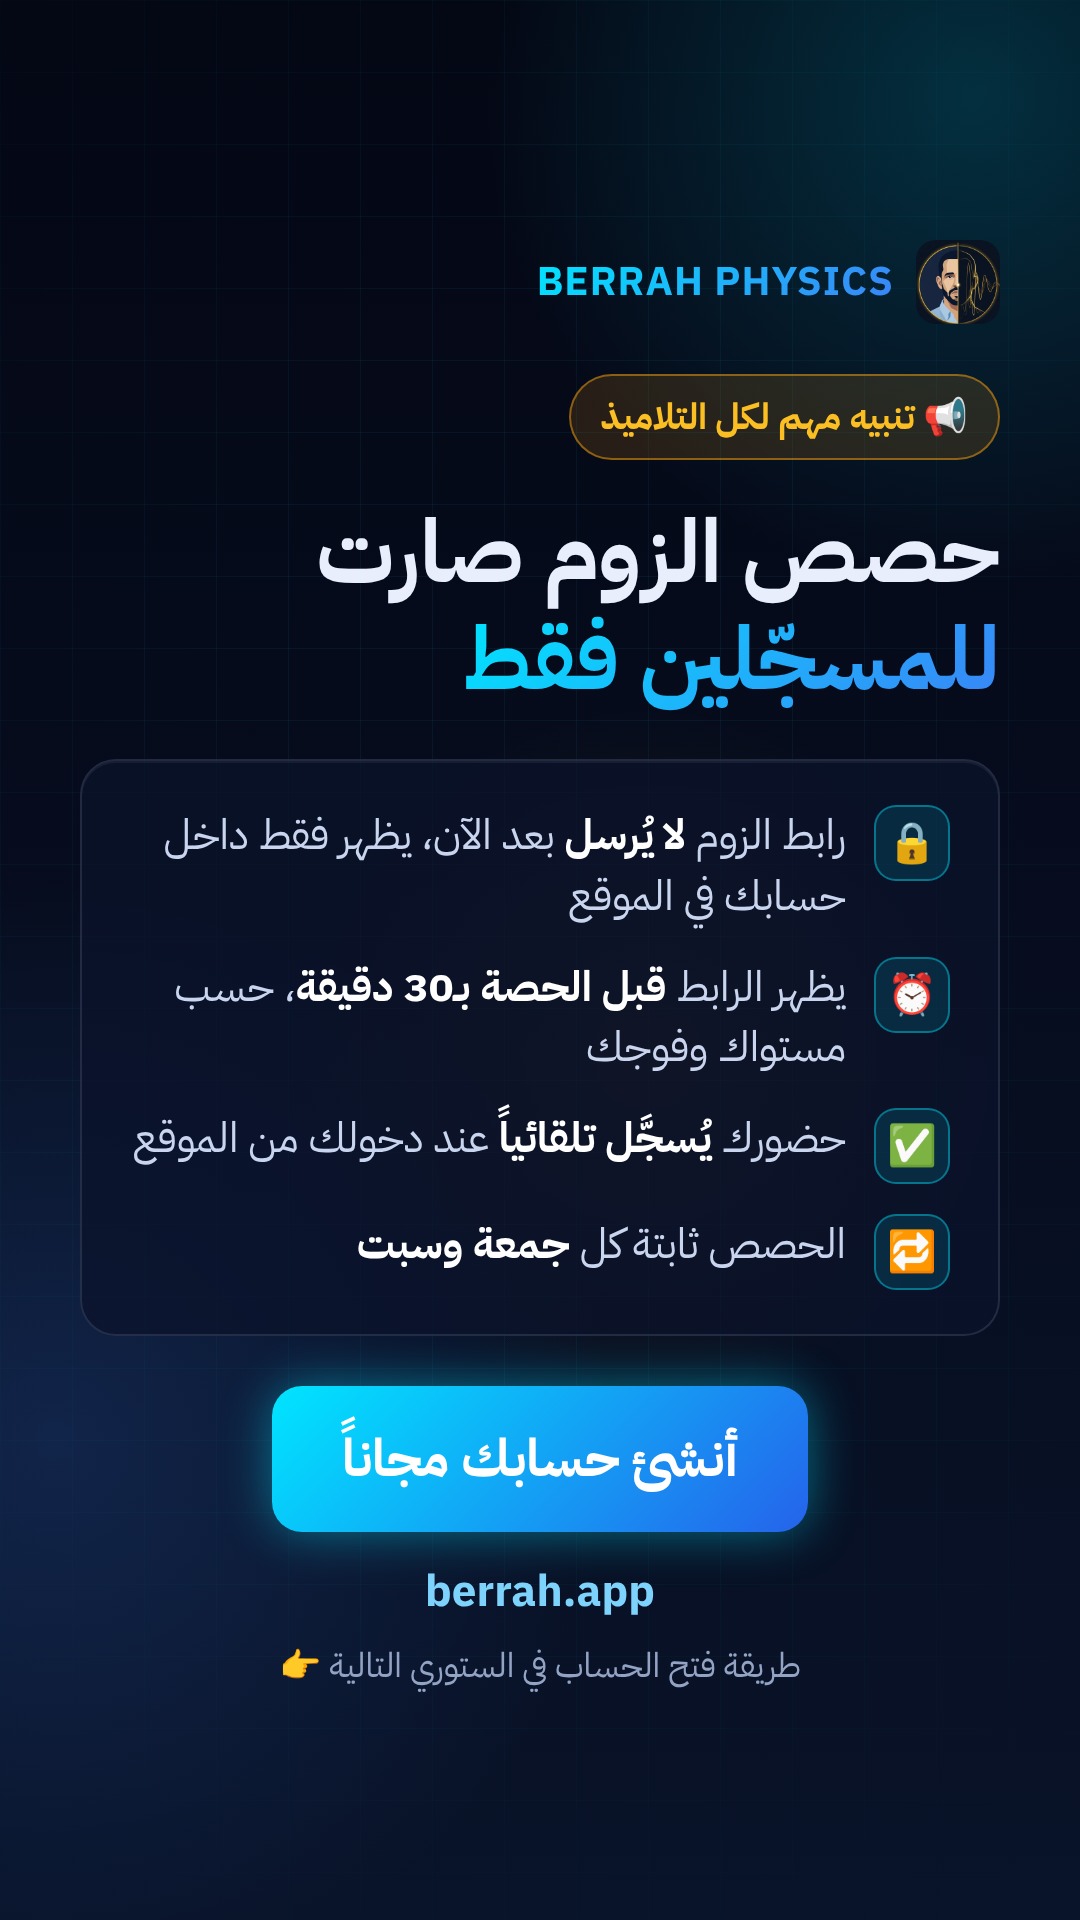 BERRAH PHYSICS
📢 تنبيه مهم لكل التلاميذ
حصص الزوم صارت
للمسجّلين فقط
رابط الزوم لا يُرسل بعد الآن، يظهر فقط داخل
حسابك في الموقع
يظهر الرابط قبل الحصة بـ30 دقيقة، حسب
مستواك وفوجك
حضورك يُسجَّل تلقائياً عند دخولك من الموقع
الحصص ثابتة كل جمعة وسبت
أنشئ حسابك مجاناً
berrah.app
طريقة فتح الحساب في الستوري التالية 👉